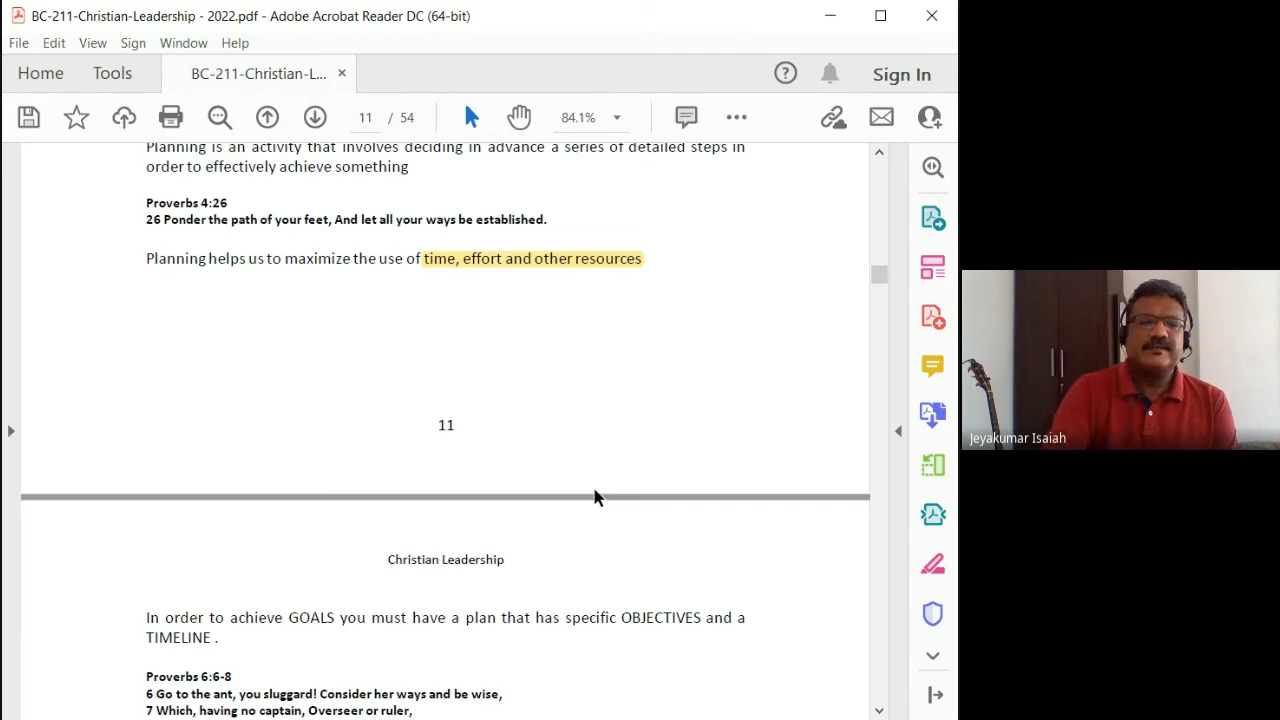 BC-211-Christian-Leadership - 2022.pdf - Adobe Acrobat Reader DC (64-bit)
File Edit View Sign Window Help
Home Tools BC-211-Christian-L... × Sign In
11 / 54 84.1%
Planning is an activity that involves deciding in advance a series of detailed steps in
order to effectively achieve something
Proverbs 4:26
26 Ponder the path of your feet, And let all your ways be established.
Planning helps us to maximize the use of time, effort and other resources
11
Christian Leadership
In order to achieve GOALS you must have a plan that has specific OBJECTIVES and a
TIMELINE .
Proverbs 6:6-8
6 Go to the ant, you sluggard! Consider her ways and be wise,
7 Which, having no captain, Overseer or ruler,
Jeyakumar Isaiah